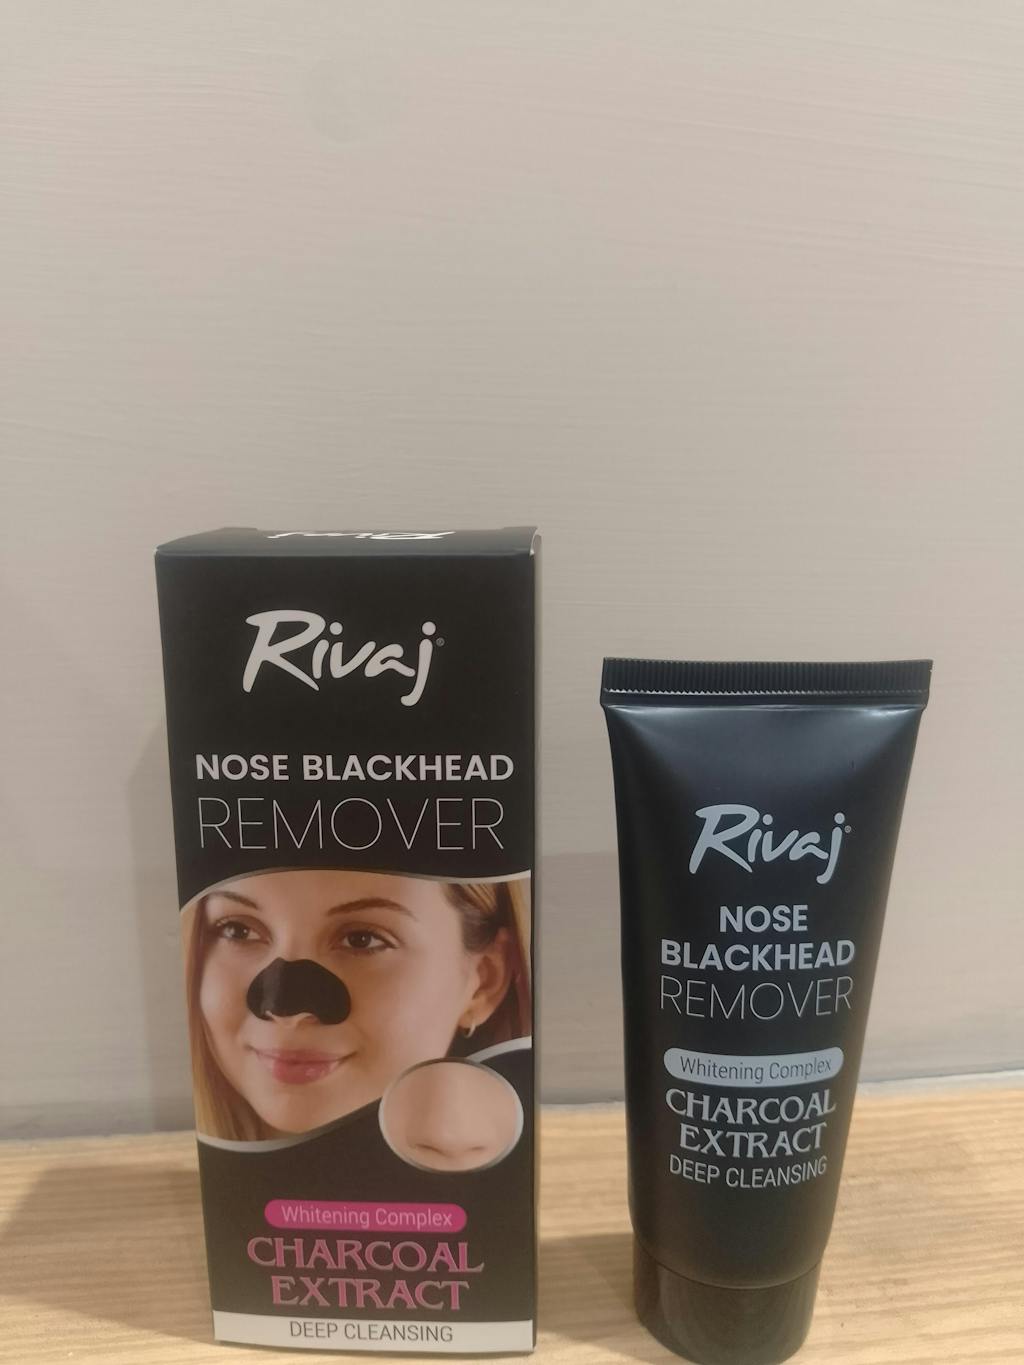 Rivaj
Rivaj®
NOSE BLACKHEAD
REMOVER
Whitening Complex
CHARCOAL
EXTRACT
DEEP CLEANSING
Rivaj®
NOSE
BLACKHEAD
REMOVER
Whitening Complex
CHARCOAL
EXTRACT
DEEP CLEANSING